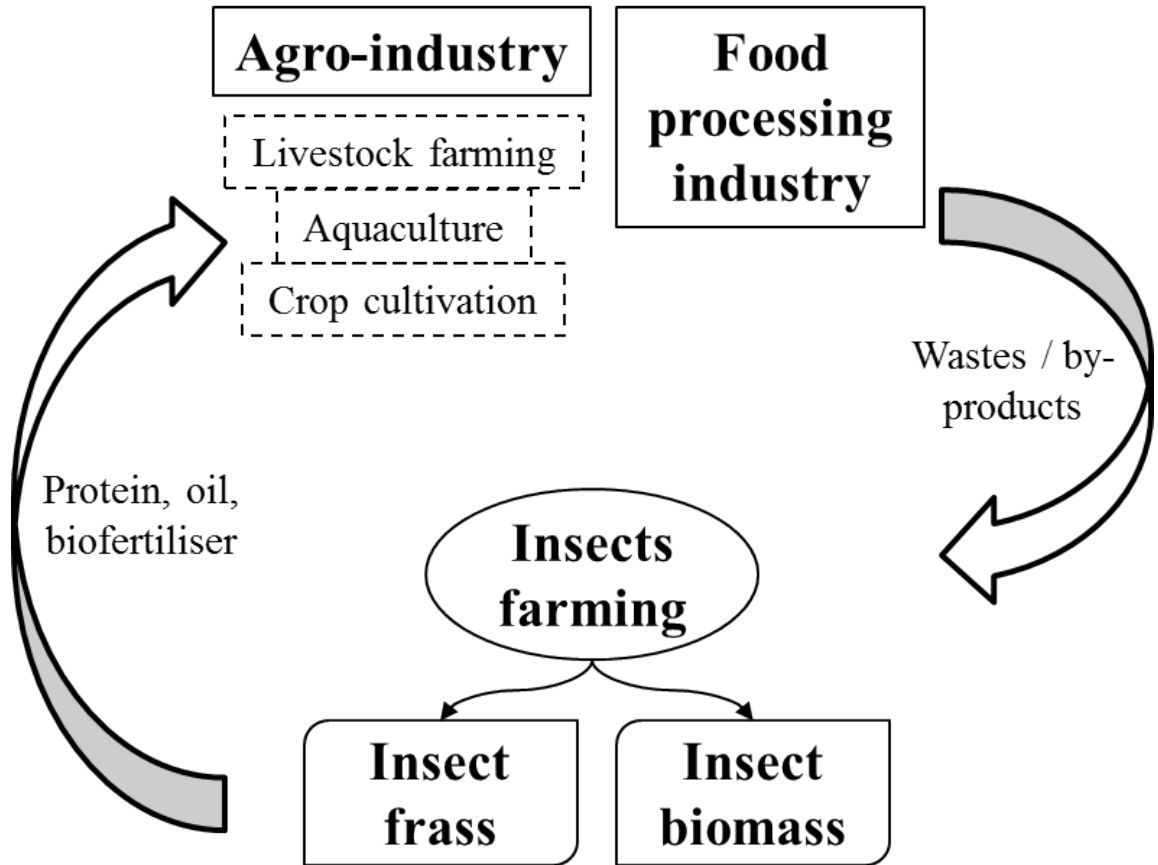 Agro-industry
Livestock farming
Aquaculture
Crop cultivation
Food
processing
industry
Wastes / by-
products
Protein, oil,
biofertiliser
Insects
farming
Insect
frass
Insect
biomass